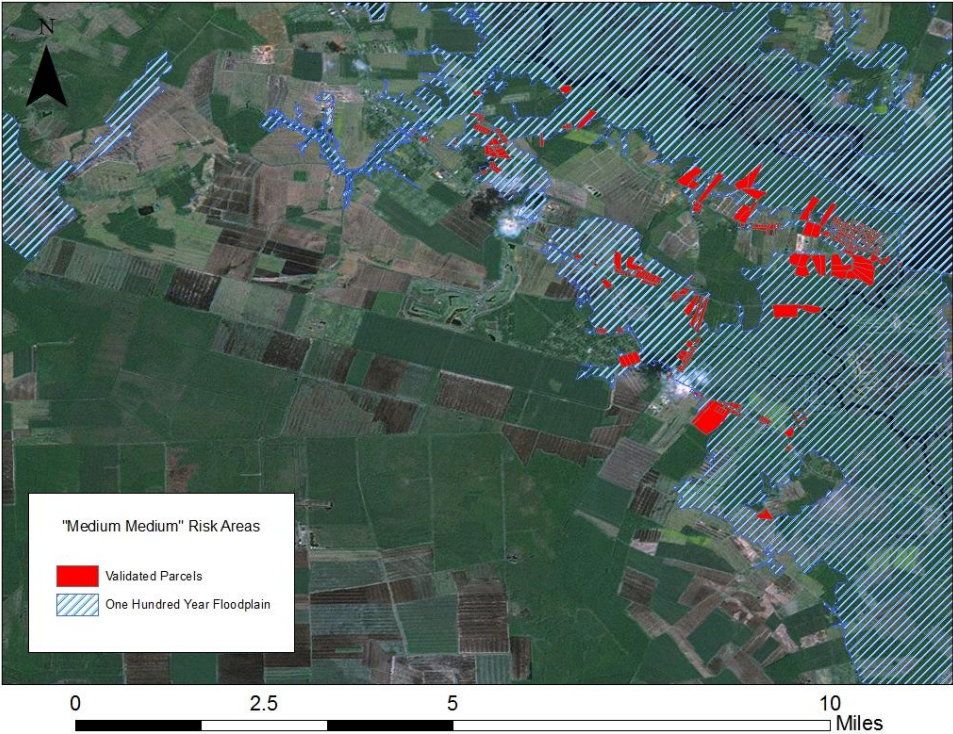 N
"Medium Medium" Risk Areas
Validated Parcels
One Hundred Year Floodplain
0 2.5 5 10
Miles